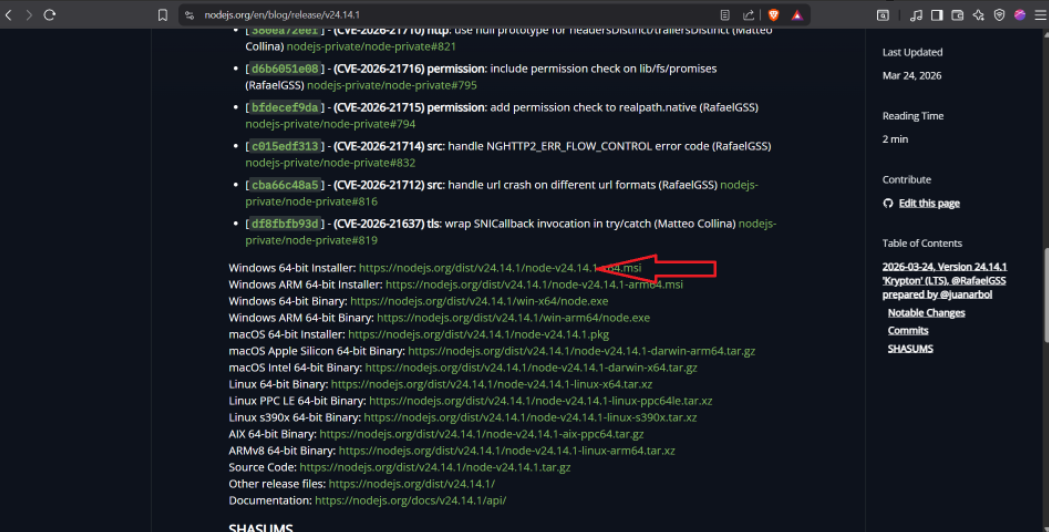 nodejs.org/en/blog/release/v24.14.1
[380a72ee1] - (CVE-2026-21710) http: use null prototype for headersDistinct/trailersDistinct (Matteo
Collina) nodejs-private/node-private#821
[d6b6051e08] - (CVE-2026-21716) permission: include permission check on lib/fs/promises
(RafaelGSS) nodejs-private/node-private#795
[bfdecef9da] - (CVE-2026-21715) permission: add permission check to realpath.native (RafaelGSS)
nodejs-private/node-private#794
[c015edf313] - (CVE-2026-21714) src: handle NGHTTP2_ERR_FLOW_CONTROL error code (RafaelGSS)
nodejs-private/node-private#832
[cba66c48a5] - (CVE-2026-21712) src: handle url crash on different url formats (RafaelGSS) nodejs-
private/node-private#816
[df8fbfb93d] - (CVE-2026-21637) tls: wrap SNICallback invocation in try/catch (Matteo Collina) nodejs-
private/node-private#819
Windows 64-bit Installer: https://nodejs.org/dist/v24.14.1/node-v24.14.1-x64.msi
Windows ARM 64-bit Installer: https://nodejs.org/dist/v24.14.1/node-v24.14.1-arm64.msi
Windows 64-bit Binary: https://nodejs.org/dist/v24.14.1/win-x64/node.exe
Windows ARM 64-bit Binary: https://nodejs.org/dist/v24.14.1/win-arm64/node.exe
macOS 64-bit Installer: https://nodejs.org/dist/v24.14.1/node-v24.14.1.pkg
macOS Apple Silicon 64-bit Binary: https://nodejs.org/dist/v24.14.1/node-v24.14.1-darwin-arm64.tar.gz
macOS Intel 64-bit Binary: https://nodejs.org/dist/v24.14.1/node-v24.14.1-darwin-x64.tar.gz
Linux 64-bit Binary: https://nodejs.org/dist/v24.14.1/node-v24.14.1-linux-x64.tar.xz
Linux PPC LE 64-bit Binary: https://nodejs.org/dist/v24.14.1/node-v24.14.1-linux-ppc64le.tar.xz
Linux s390x 64-bit Binary: https://nodejs.org/dist/v24.14.1/node-v24.14.1-linux-s390x.tar.xz
AIX 64-bit Binary: https://nodejs.org/dist/v24.14.1/node-v24.14.1-aix-ppc64.tar.gz
ARMv8 64-bit Binary: https://nodejs.org/dist/v24.14.1/node-v24.14.1-linux-arm64.tar.xz
Source Code: https://nodejs.org/dist/v24.14.1/node-v24.14.1.tar.gz
Other release files: https://nodejs.org/dist/v24.14.1/
Documentation: https://nodejs.org/docs/v24.14.1/api/
SHASUMS
Last Updated
Mar 24, 2026
Reading Time
2 min
Contribute
Edit this page
Table of Contents
2026-03-24, Version 24.14.1
'Krypton' (LTS), @RafaelGSS
prepared by @juanarbol
Notable Changes
Commits
SHASUMS